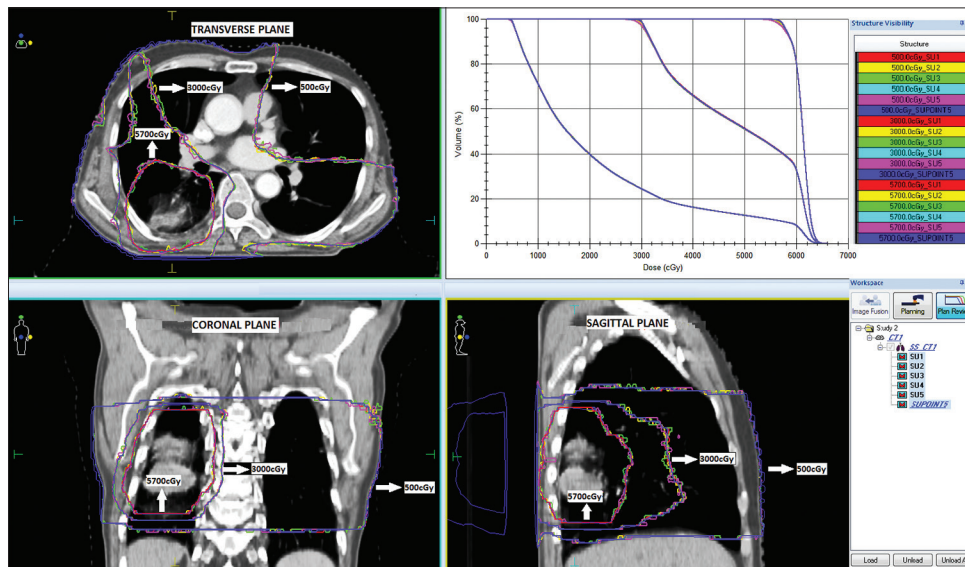 TRANSVERSE PLANE
3000cGy
500cGy
5700cGy
100
80
60
40
20
0
Volume (%)
0 1000 2000 3000 4000 5000 6000 7000
Dose (cGy)
Structure Visibility
Structure
500.0cGy_SU1
500.0cGy_SU2
500.0cGy_SU3
500.0cGy_SU4
500.0cGy_SU5
500.0cGy_SUPOINT5
3000.0cGy_SU1
3000.0cGy_SU2
3000.0cGy_SU3
3000.0cGy_SU4
3000.0cGy_SU5
3000.0cGy_SUPOINT5
5700.0cGy_SU1
5700.0cGy_SU2
5700.0cGy_SU3
5700.0cGy_SU4
5700.0cGy_SU5
5700.0cGy_SUPOINT5
CORONAL PLANE
3000cGy
5700cGy
500cGy
SAGITTAL PLANE
3000cGy
500cGy
5700cGy
Workspace
Image Fusion Planning Plan Revie
Study 2
CT1
SS_CT1
SU1
SU2
SU3
SU4
SU5
SUPOINT5
Load Unload Unload A